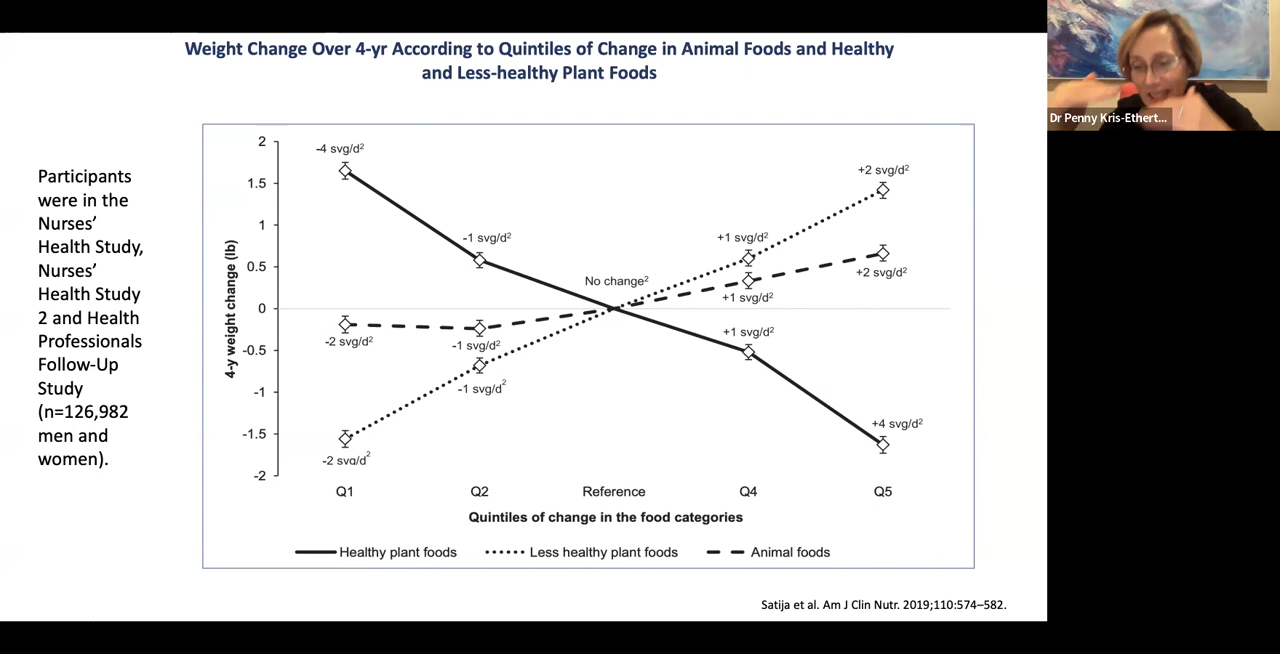 Weight Change Over 4-yr According to Quintiles of Change in Animal Foods and Healthy
and Less-healthy Plant Foods
Dr Penny Kris-Ethert...
Participants
were in the
Nurses’
Health Study,
Nurses’
Health Study
2 and Health
Professionals
Follow-Up
Study
(n=126,982
men and
women).
4-y weight change (lb)
2
1.5
1
0.5
0
-0.5
-1
-1.5
-2
-4 svg/d²
-1 svg/d²
No change²
+1 svg/d²
+2 svg/d²
+2 svg/d²
+1 svg/d²
+1 svg/d²
-2 svg/d²
-1 svg/d²
-1 svg/d²
+4 svg/d²
-2 svg/d²
Q1 Q2 Reference Q4 Q5
Quintiles of change in the food categories
Healthy plant foods Less healthy plant foods Animal foods
Satija et al. Am J Clin Nutr. 2019;110:574–582.